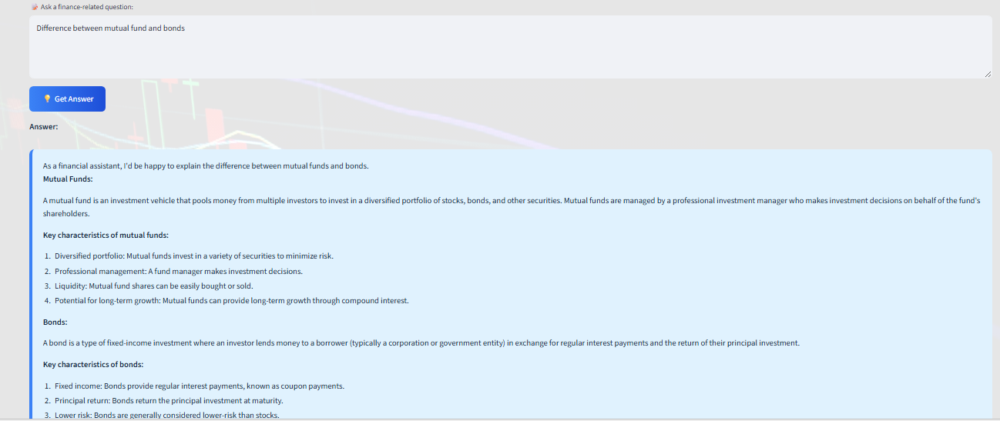 Ask a finance-related question:
Difference between mutual fund and bonds
Get Answer
Answer:
As a financial assistant, I'd be happy to explain the difference between mutual funds and bonds.
Mutual Funds:
A mutual fund is an investment vehicle that pools money from multiple investors to invest in a diversified portfolio of stocks, bonds, and other securities. Mutual funds are managed by a professional investment manager who makes investment decisions on behalf of the fund's
shareholders.
Key characteristics of mutual funds:
1. Diversified portfolio: Mutual funds invest in a variety of securities to minimize risk.
2. Professional management: A fund manager makes investment decisions.
3. Liquidity: Mutual fund shares can be easily bought or sold.
4. Potential for long-term growth: Mutual funds can provide long-term growth through compound interest.
Bonds:
A bond is a type of fixed-income investment where an investor lends money to a borrower (typically a corporation or government entity) in exchange for regular interest payments and the return of their principal investment.
Key characteristics of bonds:
1. Fixed income: Bonds provide regular interest payments, known as coupon payments.
2. Principal return: Bonds return the principal investment at maturity.
3. Lower risk: Bonds are generally considered lower-risk than stocks.